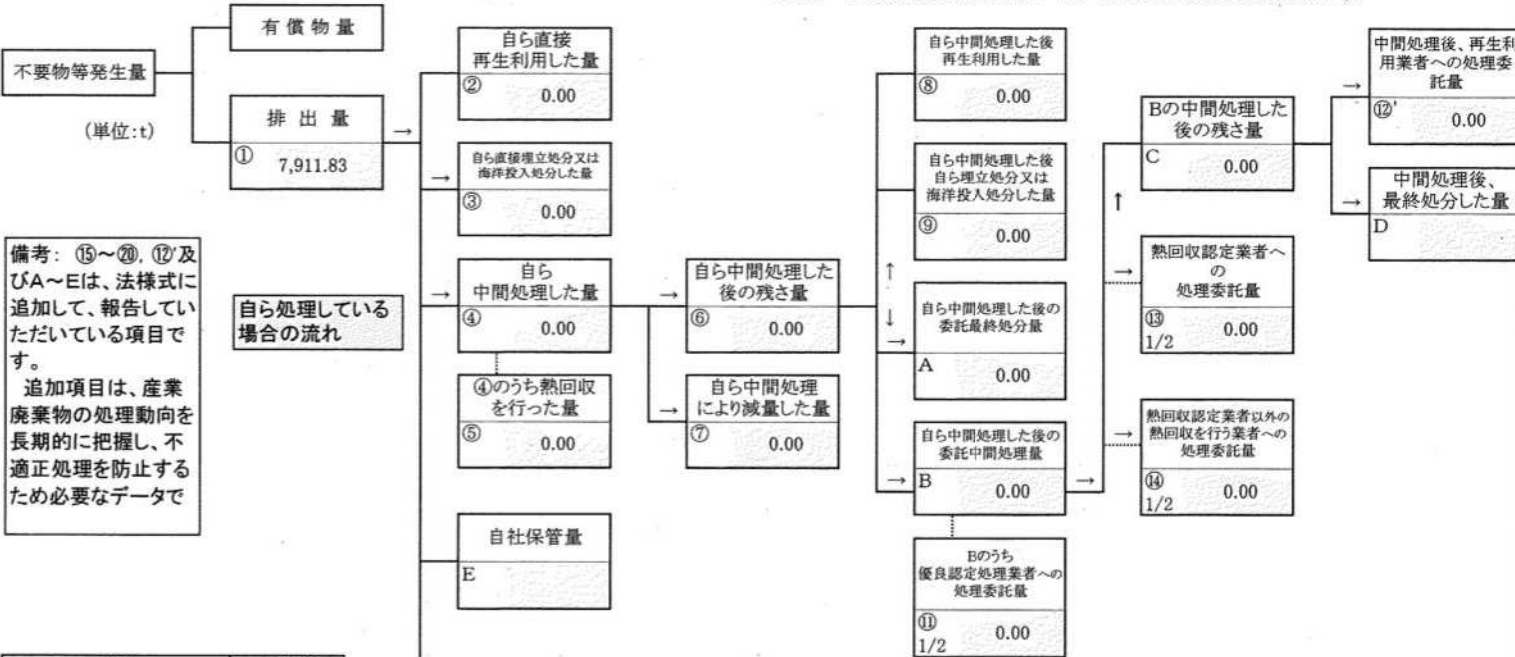 有償物量
不要物等発生量
(単位:t)
排出量
①
7,911.83
→
自ら直接
再生利用した量
②
0.00
→
自ら直接埋立処分又は
海洋投入処分した量
③
0.00
備考: ⑮～⑳, ⑫'及
びA～Eは、法様式に
追加して、報告してい
ただいている項目で
す。
追加項目は、産業
廃棄物の処理動向を
長期的に把握し、不
適正処理を防止する
ため必要なデータで
自ら処理している
場合の流れ
→
自ら
中間処理した量
④
0.00
④のうち熱回収
を行った量
⑤
0.00
自社保管量
E
→
自ら中間処理した
後の残さ量
⑥
0.00
→
自ら中間処理
により減量した量
⑦
0.00
自ら中間処理した後
再生利用した量
⑧
0.00
自ら中間処理した後
自ら埋立処分又は
海洋投入処分した量
⑨
0.00
↑
↓
→
自ら中間処理した後の
委託最終処分量
A
0.00
→
自ら中間処理した後の
委託中間処理量
B
0.00
→
Bのうち
優良認定処理業者への
処理委託量
⑪
1/2
0.00
Bの中間処理した
後の残さ量
C
0.00
↑
→
熱回収認定業者へ
の
処理委託量
⑬
1/2
0.00
→
熱回収認定業者以外の
熱回収を行う業者への
処理委託量
⑭
1/2
0.00
→
中間処理後、再生利
用業者への処理委
託量
⑫'
0.00
→
中間処理後、
最終処分した量
D